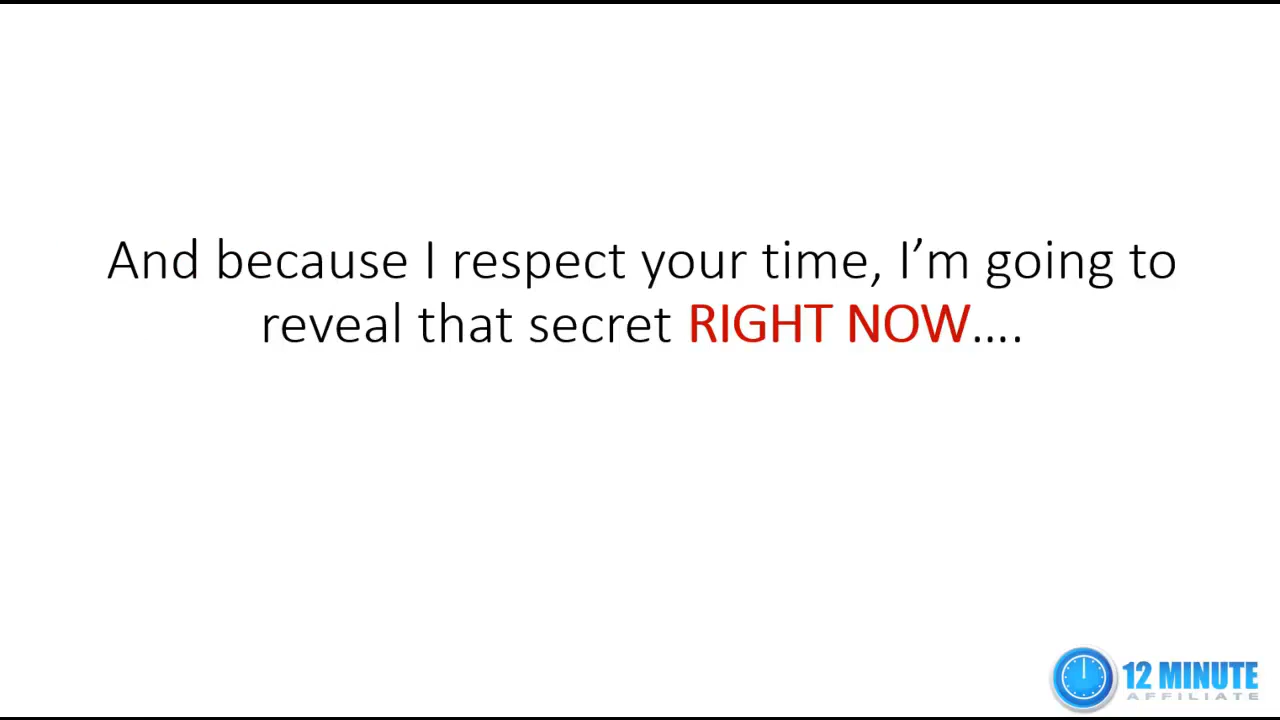 And because I respect your time, I’m going to
reveal that secret RIGHT NOW….
12 MINUTE
AFFILIATE